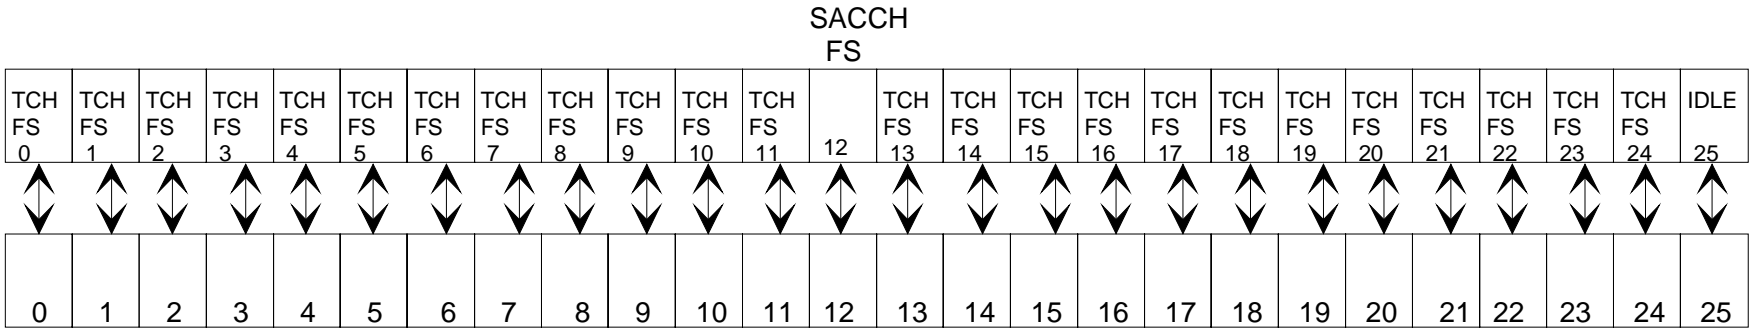 SACCH
FS
TCH TCH TCH TCH TCH TCH TCH TCH TCH TCH TCH TCH TCH TCH TCH TCH TCH TCH TCH TCH TCH TCH TCH TCH IDLE
FS FS FS FS FS FS FS FS FS FS FS FS FS FS FS FS FS FS FS FS FS FS FS FS
0 1 2 3 4 5 6 7 8 9 10 11 12 13 14 15 16 17 18 19 20 21 22 23 24 25
0 1 2 3 4 5 6 7 8 9 10 11 12 13 14 15 16 17 18 19 20 21 22 23 24 25